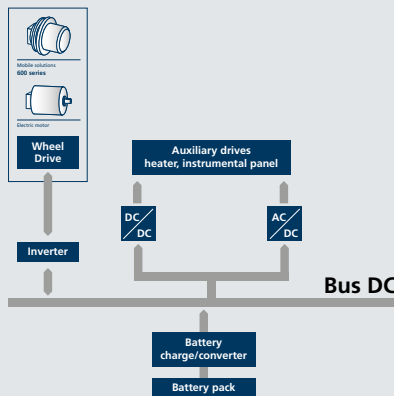 Mobile solutions
600 series
Electric motor
Wheel
Drive
Auxiliary drives
heater, instrumental panel
DC
DC
AC
DC
Inverter
Bus DC
Battery
charge/converter
Battery pack